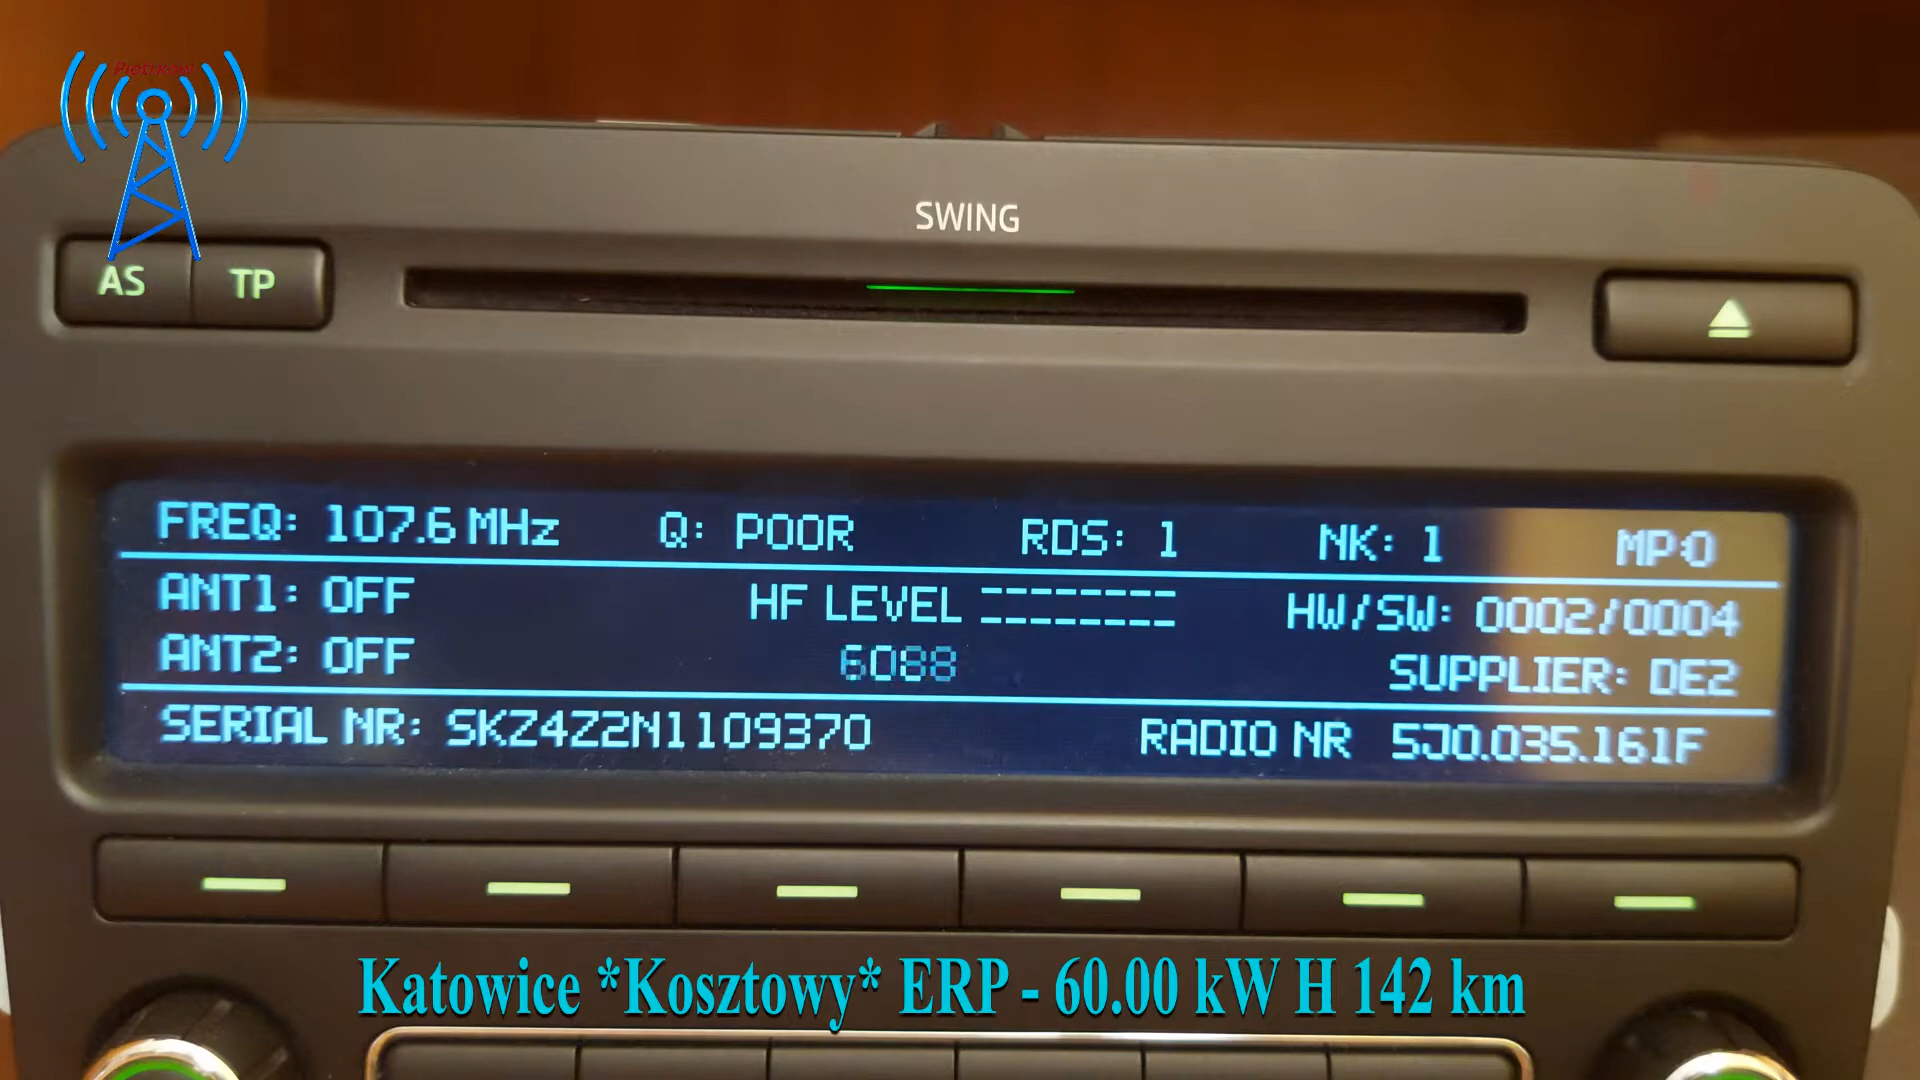 SWING
AS TP
FREQ: 107.6 MHz Q: POOR RDS: 1 NK: 1 MP:0
ANT1: OFF HF LEVEL HW/SW: 0002/0004
ANT2: OFF 6088 SUPPLIER: DE2
SERIAL NR: SKZ4Z2N1109370 RADIO NR 5J0.035.161F
Katowice *Kosztowy* ERP - 60.00 kW H 142 km